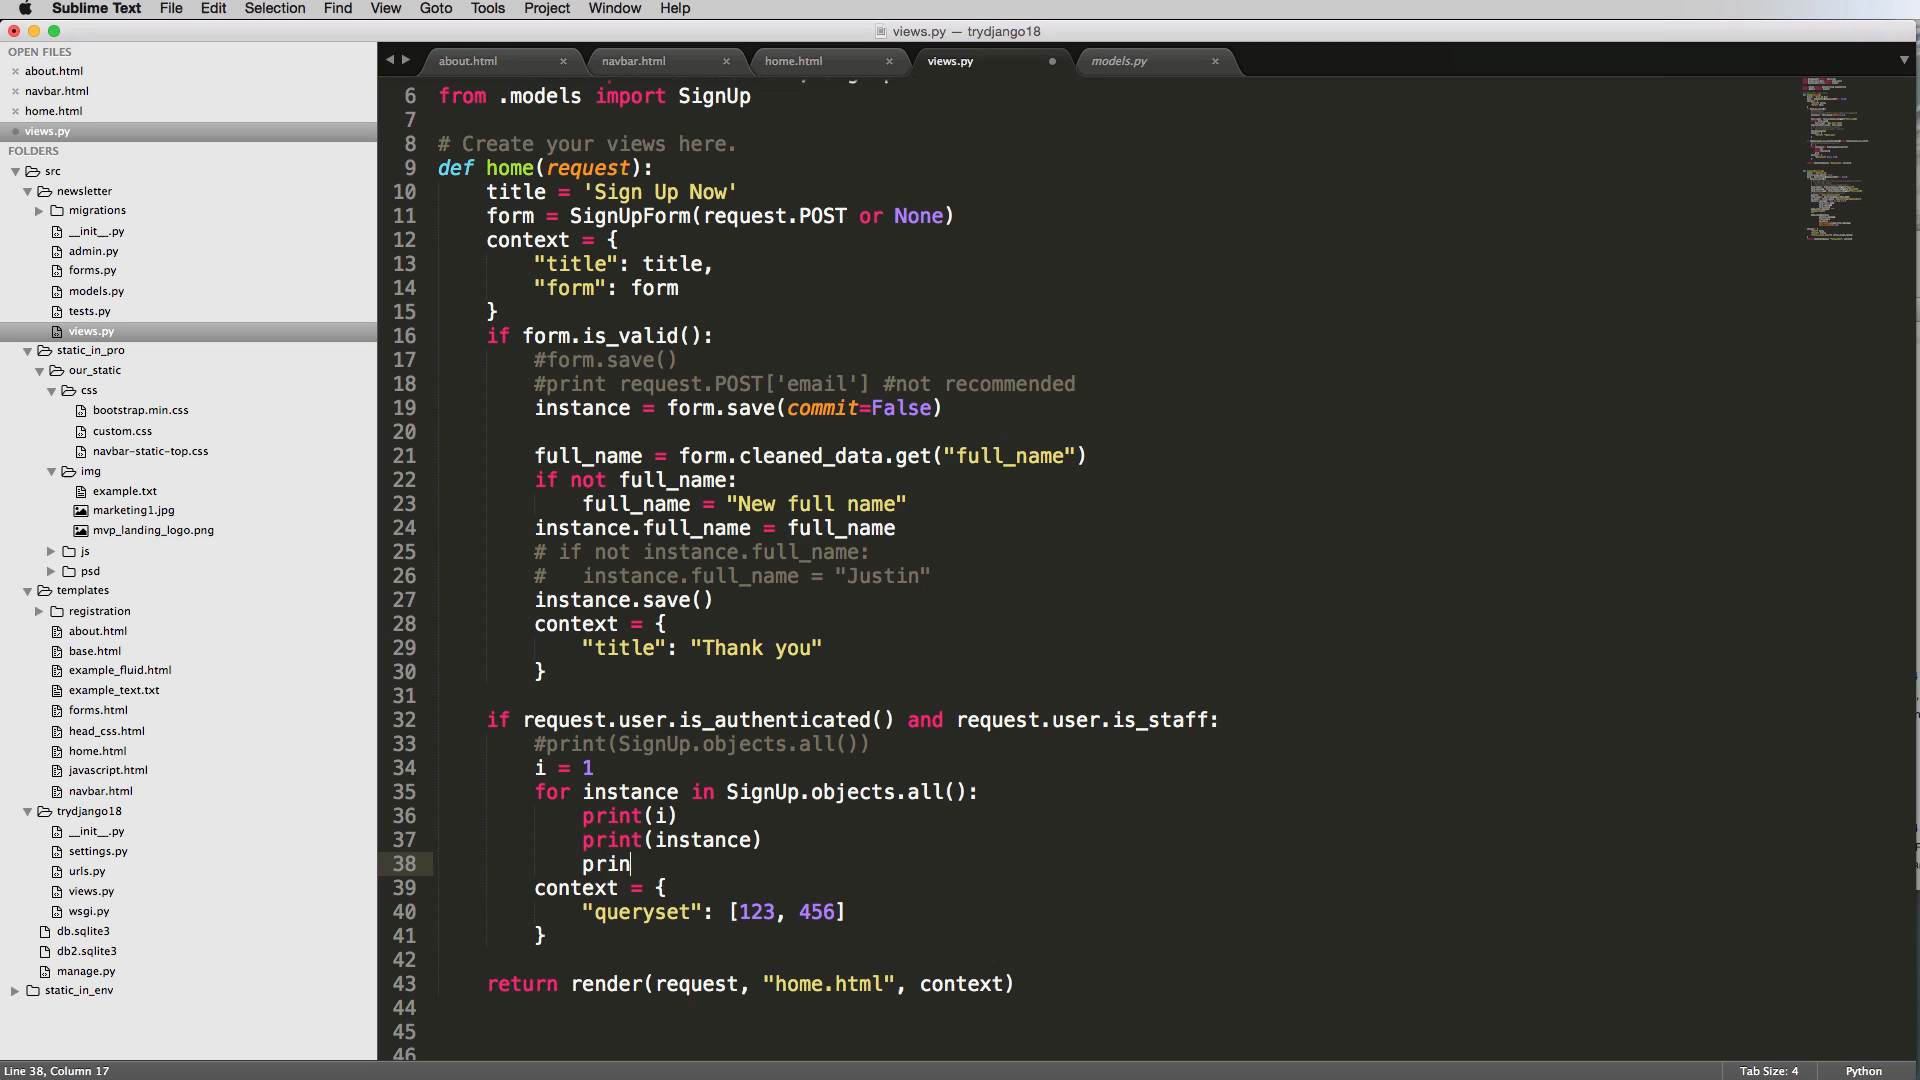 Sublime Text File Edit Selection Find View Goto Tools Project Window Help
views.py — trydjango18
OPEN FILES
about.html
navbar.html
home.html
views.py
FOLDERS
src
newsletter
migrations
__init__.py
admin.py
forms.py
models.py
tests.py
views.py
static_in_pro
our_static
css
bootstrap.min.css
custom.css
navbar-static-top.css
img
example.txt
marketing1.jpg
mvp_landing_logo.png
js
psd
templates
registration
about.html
base.html
example_fluid.html
example_text.txt
forms.html
head_css.html
home.html
javascript.html
navbar.html
trydjango18
__init__.py
settings.py
urls.py
views.py
wsgi.py
db.sqlite3
db2.sqlite3
manage.py
static_in_env
about.html navbar.html home.html views.py models.py
6 from .models import SignUp
7
8 # Create your views here.
9 def home(request):
10 title = 'Sign Up Now'
11 form = SignUpForm(request.POST or None)
12 context = {
13 "title": title,
14 "form": form
15 }
16 if form.is_valid():
17 #form.save()
18 #print request.POST['email'] #not recommended
19 instance = form.save(commit=False)
20
21 full_name = form.cleaned_data.get("full_name")
22 if not full_name:
23 full_name = "New full name"
24 instance.full_name = full_name
25 # if not instance.full_name:
26 # instance.full_name = "Justin"
27 instance.save()
28 context = {
29 "title": "Thank you"
30 }
31
32 if request.user.is_authenticated() and request.user.is_staff:
33 #print(SignUp.objects.all())
34 i = 1
35 for instance in SignUp.objects.all():
36 print(i)
37 print(instance)
38 prin
39 context = {
40 "queryset": [123, 456]
41 }
42
43 return render(request, "home.html", context)
44
45
46
Line 38, Column 17 Tab Size: 4 Python